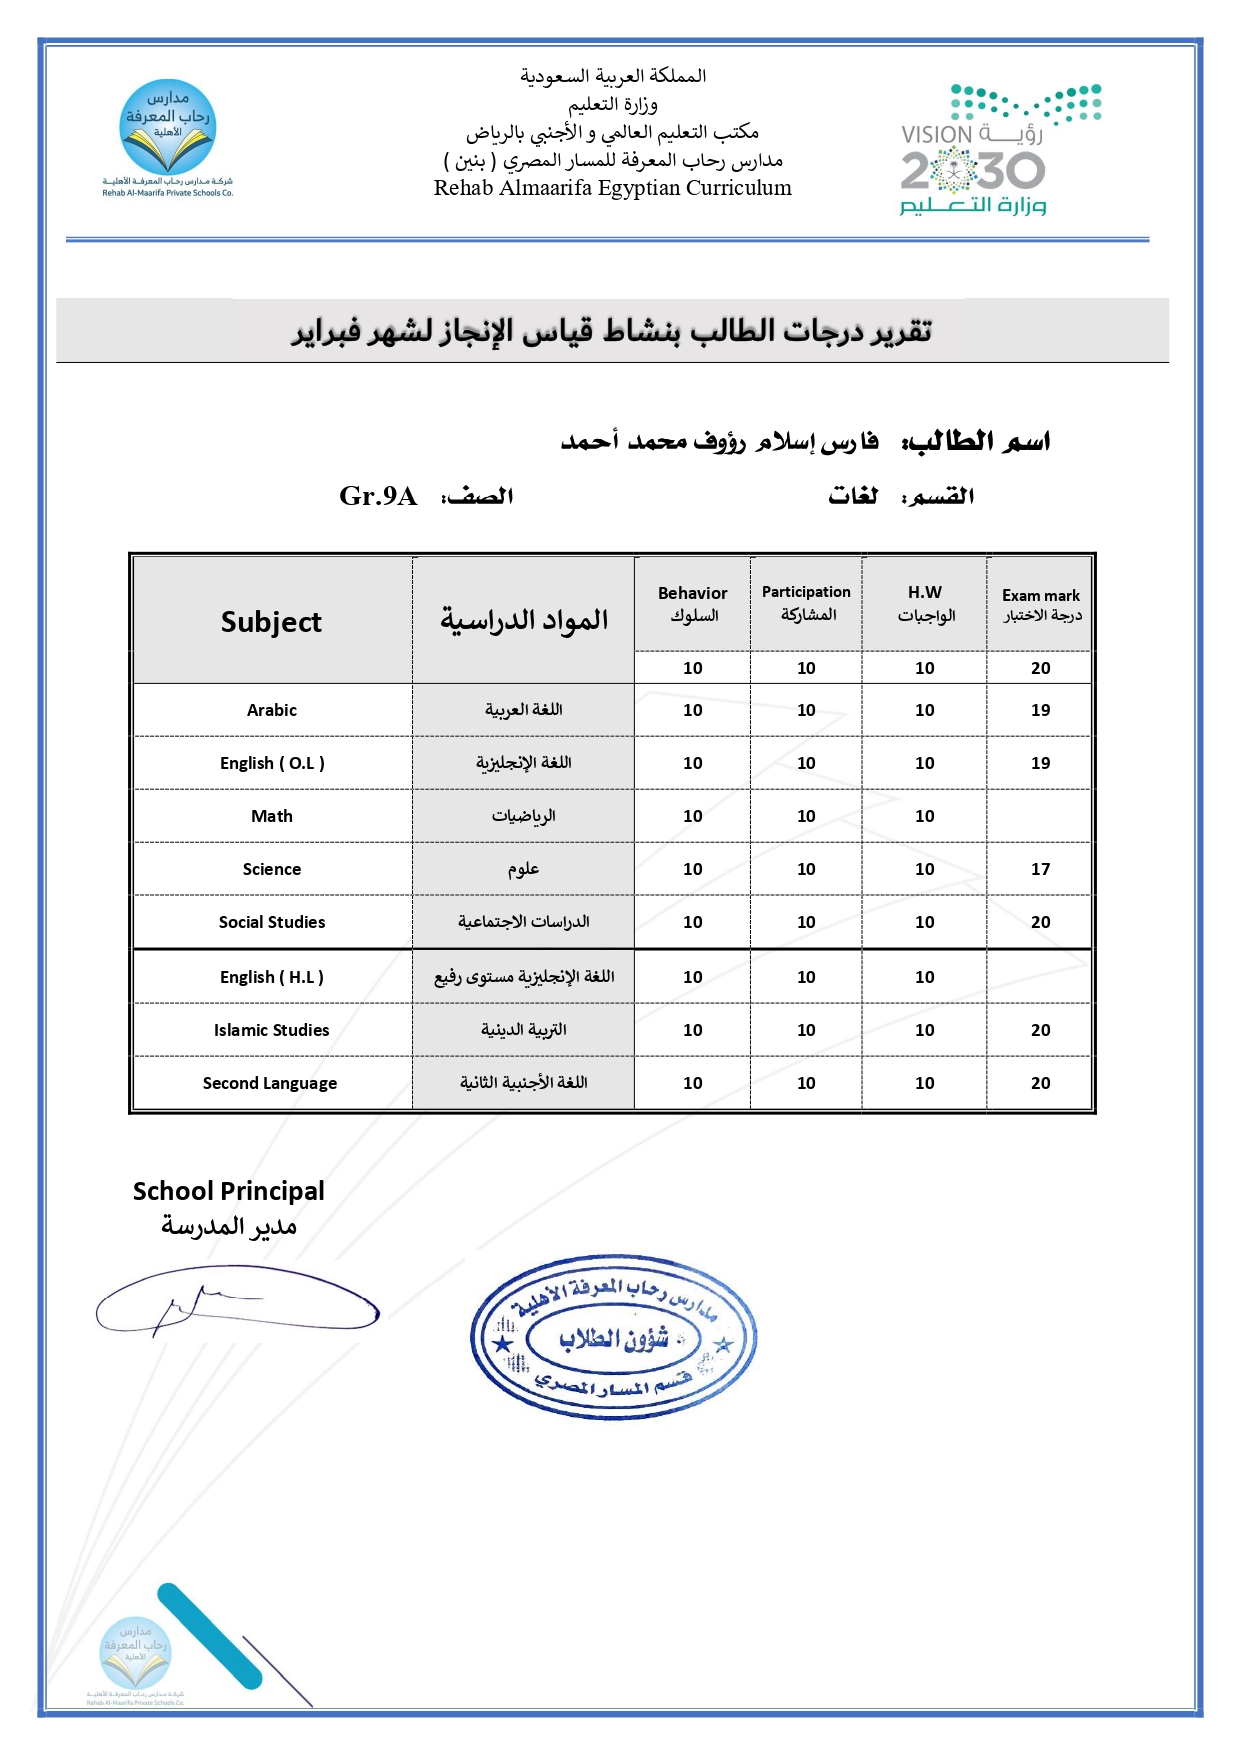 مدارس
رحاب المعرفة
الأهلية
شركة مدارس رحاب المعرفة الأهلية
Rehab Al-Maarifa Private Schools Co.
المملكة العربية السعودية
وزارة التعليم
مكتب التعليم العالمي و الأجنبي بالرياض
مدارس رحاب المعرفة للمسار المصري ( بنين )
Rehab Almaarifa Egyptian Curriculum
VISION رؤيــة
2030
وزارة التعـليم
تقرير درجات الطالب بنشاط قياس الإنجاز لشهر فبراير
اسم الطالب: فارس إسلام رؤوف محمد أحمد
القسم: لغات الصف: Gr.9A
Subject المواد الدراسية Behavior Participation H.W Exam mark
السلوك المشاركة الواجبات درجة الاختبار
10 10 10 20
Arabic اللغة العربية 10 10 10 19
English ( O.L ) اللغة الإنجليزية 10 10 10 19
Math الرياضيات 10 10 10
Science علوم 10 10 10 17
Social Studies الدراسات الاجتماعية 10 10 10 20
English ( H.L ) اللغة الإنجليزية مستوى رفيع 10 10 10
Islamic Studies التربية الدينية 10 10 10 20
Second Language اللغة الأجنبية الثانية 10 10 10 20
School Principal
مدير المدرسة
مدارس رحاب المعرفة الأهلية
شؤون الطلاب
قسم المسار المصري
مدارس
رحاب المعرفة
الأهلية
شركة مدارس رحاب المعرفة الأهلية
Rehab Al-Maarifa Private Schools Co.